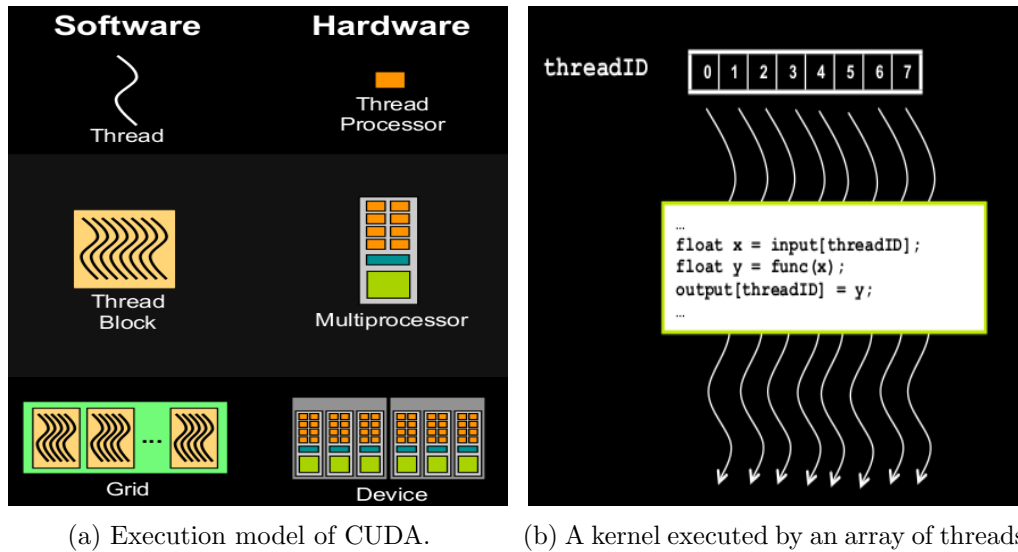 Software
Hardware
Thread
Thread
Processor
Thread
Block
Multiprocessor
...
Grid
Device
(a) Execution model of CUDA.
threadID
0 1 2 3 4 5 6 7
...
float x = input[threadID];
float y = func(x);
output[threadID] = y;
...
(b) A kernel executed by an array of threads